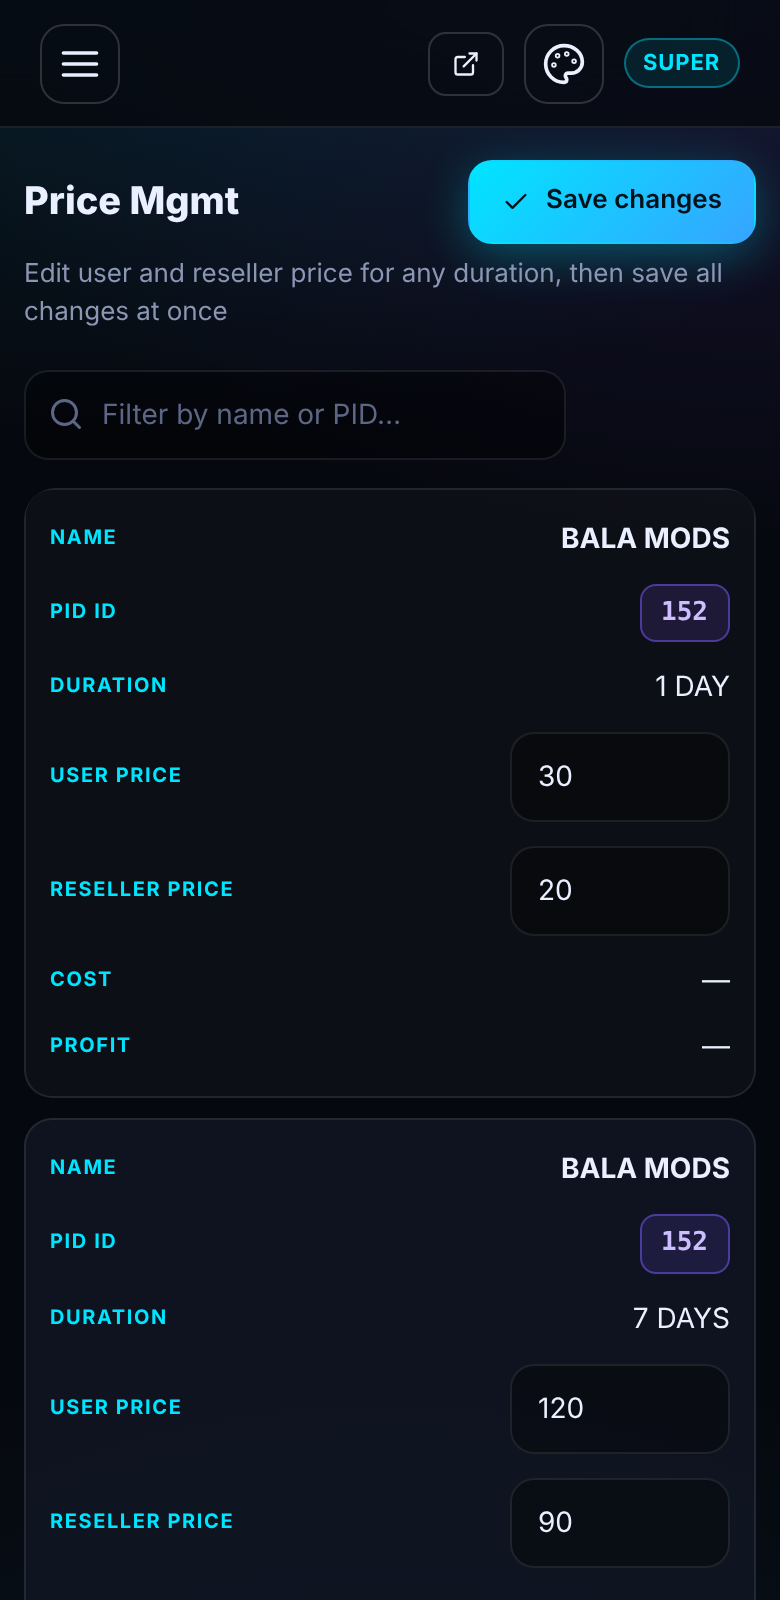 SUPER
Price Mgmt
Save changes
Edit user and reseller price for any duration, then save all
changes at once
Filter by name or PID...
NAME BALA MODS
PID ID 152
DURATION 1 DAY
USER PRICE 30
RESELLER PRICE 20
COST —
PROFIT —
NAME BALA MODS
PID ID 152
DURATION 7 DAYS
USER PRICE 120
RESELLER PRICE 90